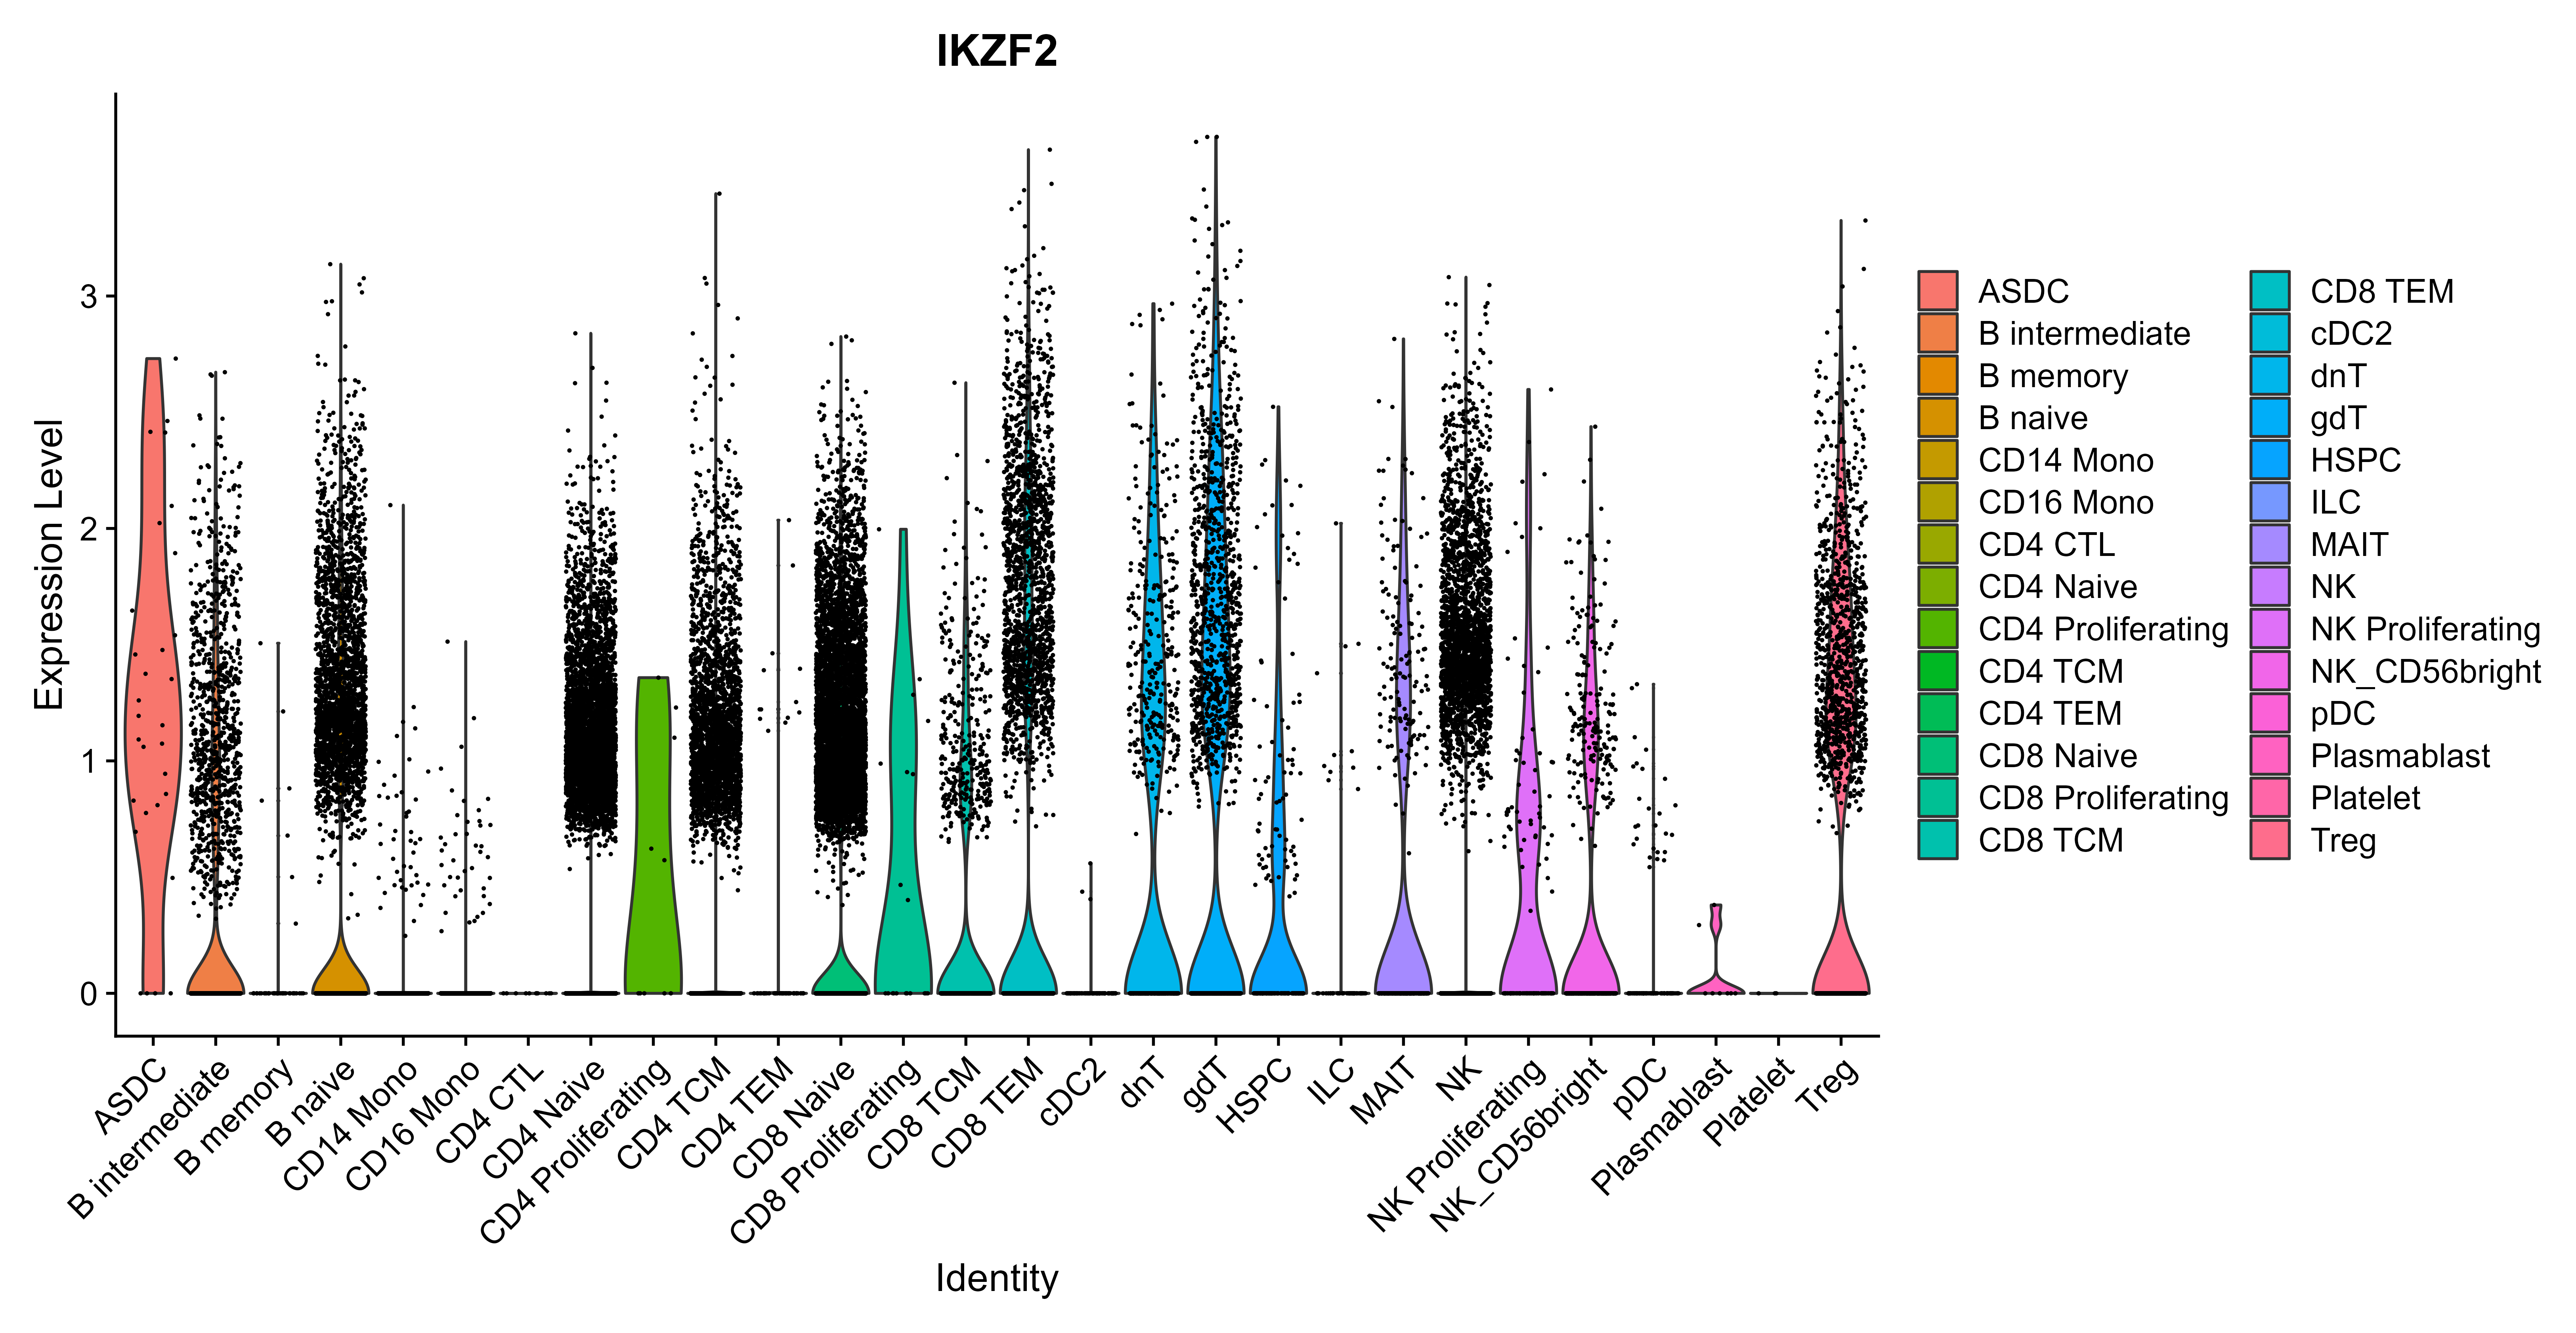 IKZF2
Expression Level
3
2
1
0
ASDC
B intermediate
B memory
B naive
CD14 Mono
CD16 Mono
CD4 CTL
CD4 Naive
CD4 Proliferating
CD4 TCM
CD4 TEM
CD8 Naive
CD8 Proliferating
CD8 TCM
CD8 TEM
cDC2
dnT
gdT
HSPC
ILC
MAIT
NK
NK Proliferating
NK_CD56bright
pDC
Plasmablast
Platelet
Treg
Identity
ASDC
B intermediate
B memory
B naive
CD14 Mono
CD16 Mono
CD4 CTL
CD4 Naive
CD4 Proliferating
CD4 TCM
CD4 TEM
CD8 Naive
CD8 Proliferating
CD8 TCM
CD8 TEM
cDC2
dnT
gdT
HSPC
ILC
MAIT
NK
NK Proliferating
NK_CD56bright
pDC
Plasmablast
Platelet
Treg